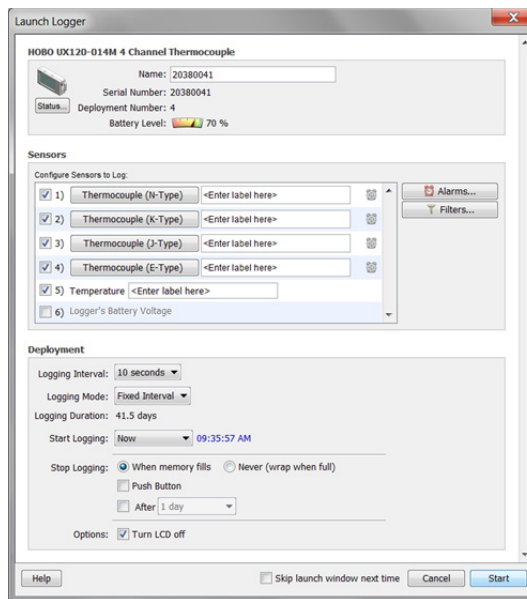 Launch Logger
HOBO UX120-014M 4 Channel Thermocouple
Name: 20380041
Serial Number: 20380041
Status... Deployment Number: 4
Battery Level: 70 %
Sensors
Configure Sensors to Log:
1) Thermocouple (N-Type) <Enter label here>
Alarms...
2) Thermocouple (K-Type) <Enter label here>
Filters...
3) Thermocouple (J-Type) <Enter label here>
4) Thermocouple (E-Type) <Enter label here>
5) Temperature <Enter label here>
6) Logger's Battery Voltage
Deployment
Logging Interval: 10 seconds
Logging Mode: Fixed Interval
Logging Duration: 41.5 days
Start Logging: Now 09:35:57 AM
Stop Logging: When memory fills Never (wrap when full)
Push Button
After 1 day
Options: Turn LCD off
Help Skip launch window next time Cancel Start